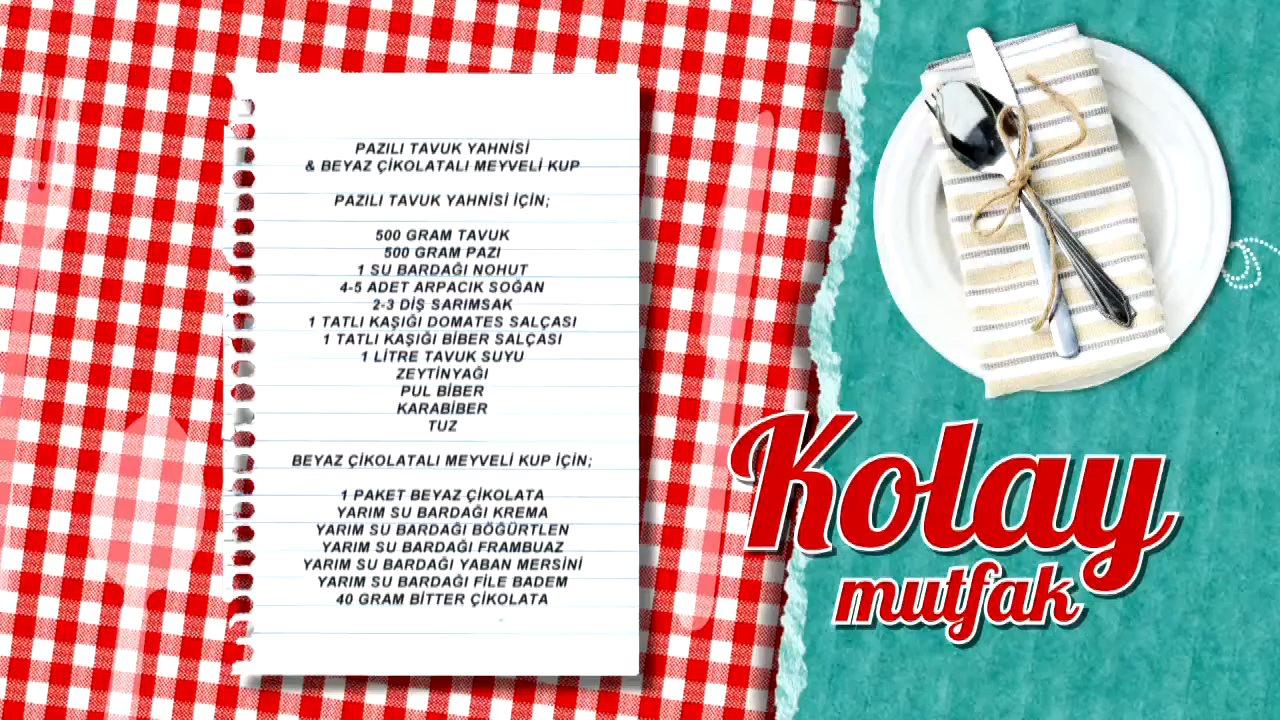 PAZILI TAVUK YAHNİSİ
& BEYAZ ÇİKOLATALI MEYVELİ KUP
PAZILI TAVUK YAHNİSİ İÇİN;
500 GRAM TAVUK
500 GRAM PAZI
1 SU BARDAĞI NOHUT
4-5 ADET ARPACIK SOĞAN
2-3 DİŞ SARIMSAK
1 TATLI KAŞIĞI DOMATES SALÇASI
1 TATLI KAŞIĞI BİBER SALÇASI
1 LİTRE TAVUK SUYU
ZEYTİNYAĞI
PUL BİBER
KARABİBER
TUZ
BEYAZ ÇİKOLATALI MEYVELİ KUP İÇİN;
1 PAKET BEYAZ ÇİKOLATA
YARIM SU BARDAĞI KREMA
YARIM SU BARDAĞI BÖĞÜRTLEN
YARIM SU BARDAĞI FRAMBUAZ
YARIM SU BARDAĞI YABAN MERSİNİ
YARIM SU BARDAĞI FİLE BADEM
40 GRAM BİTTER ÇİKOLATA
Kolay
mutfak